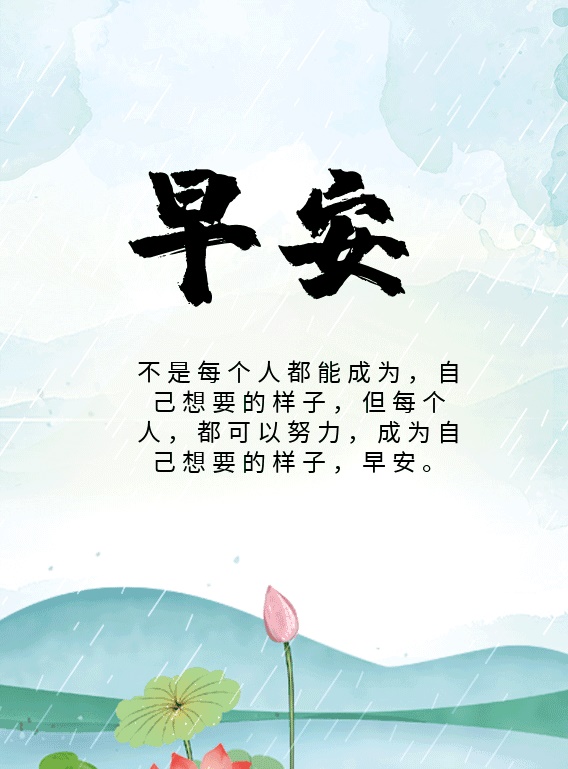 早安
不是每个人都能成为，自
己想要的样子，但每个
人，都可以努力，成为自
己想要的样子，早安。